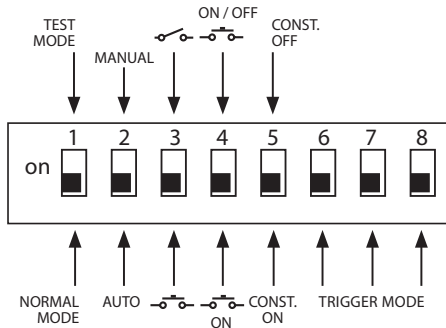 ON / OFF
TEST MODE
MANUAL
CONST. OFF
1 2 3 4 5 6 7 8
on
NORMAL MODE
AUTO
ON
CONST. ON
TRIGGER MODE